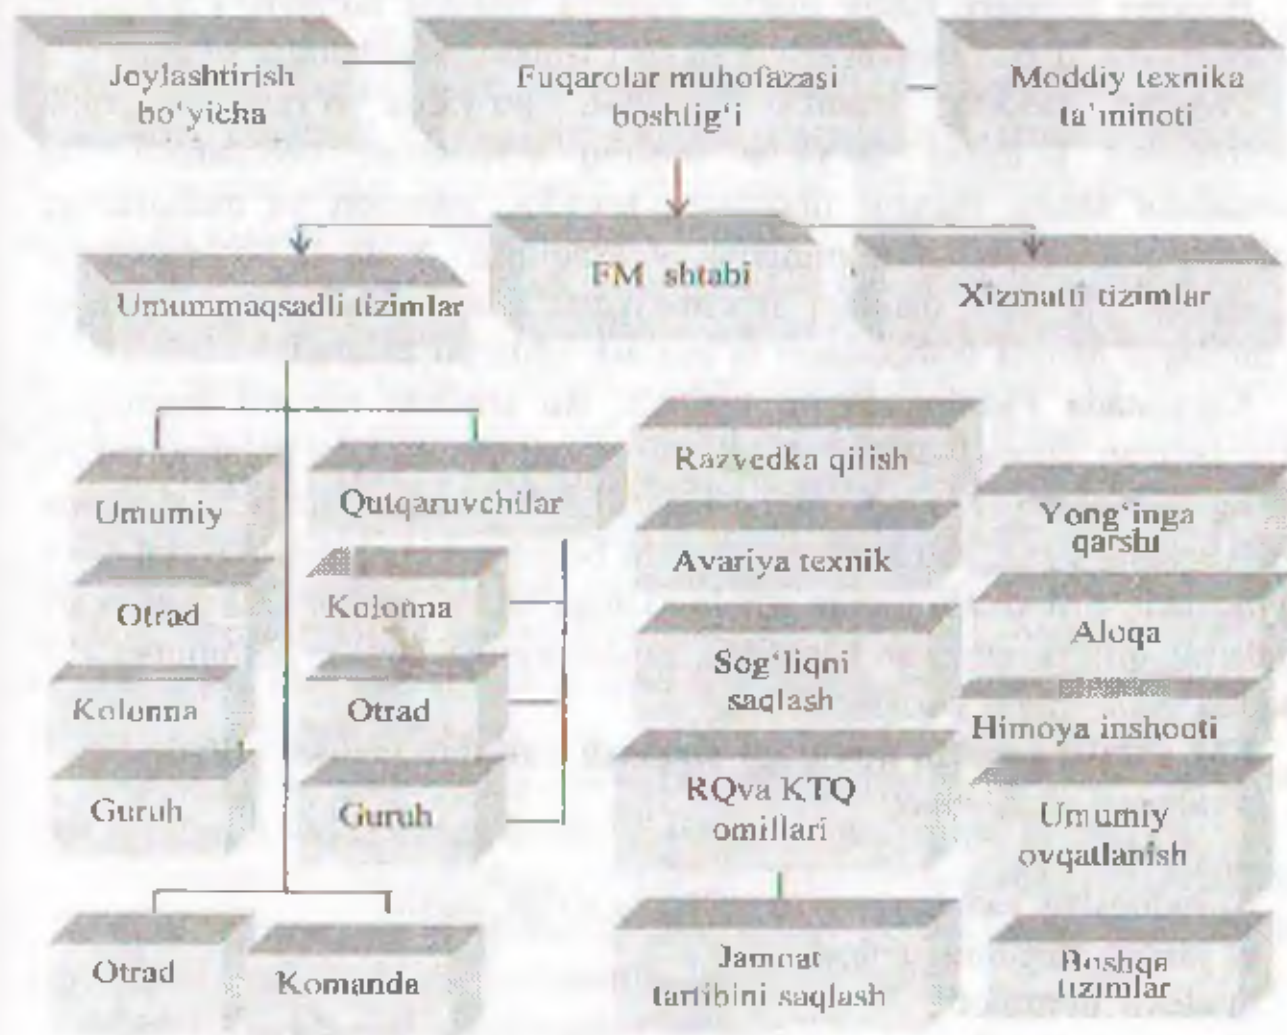 Joylashtirish
bo‘yicha
Fuqarolar muhofazasi
boshlig‘i
Moddiy texnika
ta’minoti
Umummaqsadli tizimlar
FM shtabi
Xizmatli tizimlar
Umumiy
Otrad
Kolonna
Guruh
Qutqaruvchilar
Kolonna
Otrad
Guruh
Otrad
Komanda
Razvedka qilish
Avariya texnik
Sog‘liqni
saqlash
RQva KTQ
omillari
Jamoat
tartibini saqlash
Yong‘inga
qarshi
Aloqa
Himoya inshooti
Umumiy
ovqatlanish
Boshqa
tizimlar